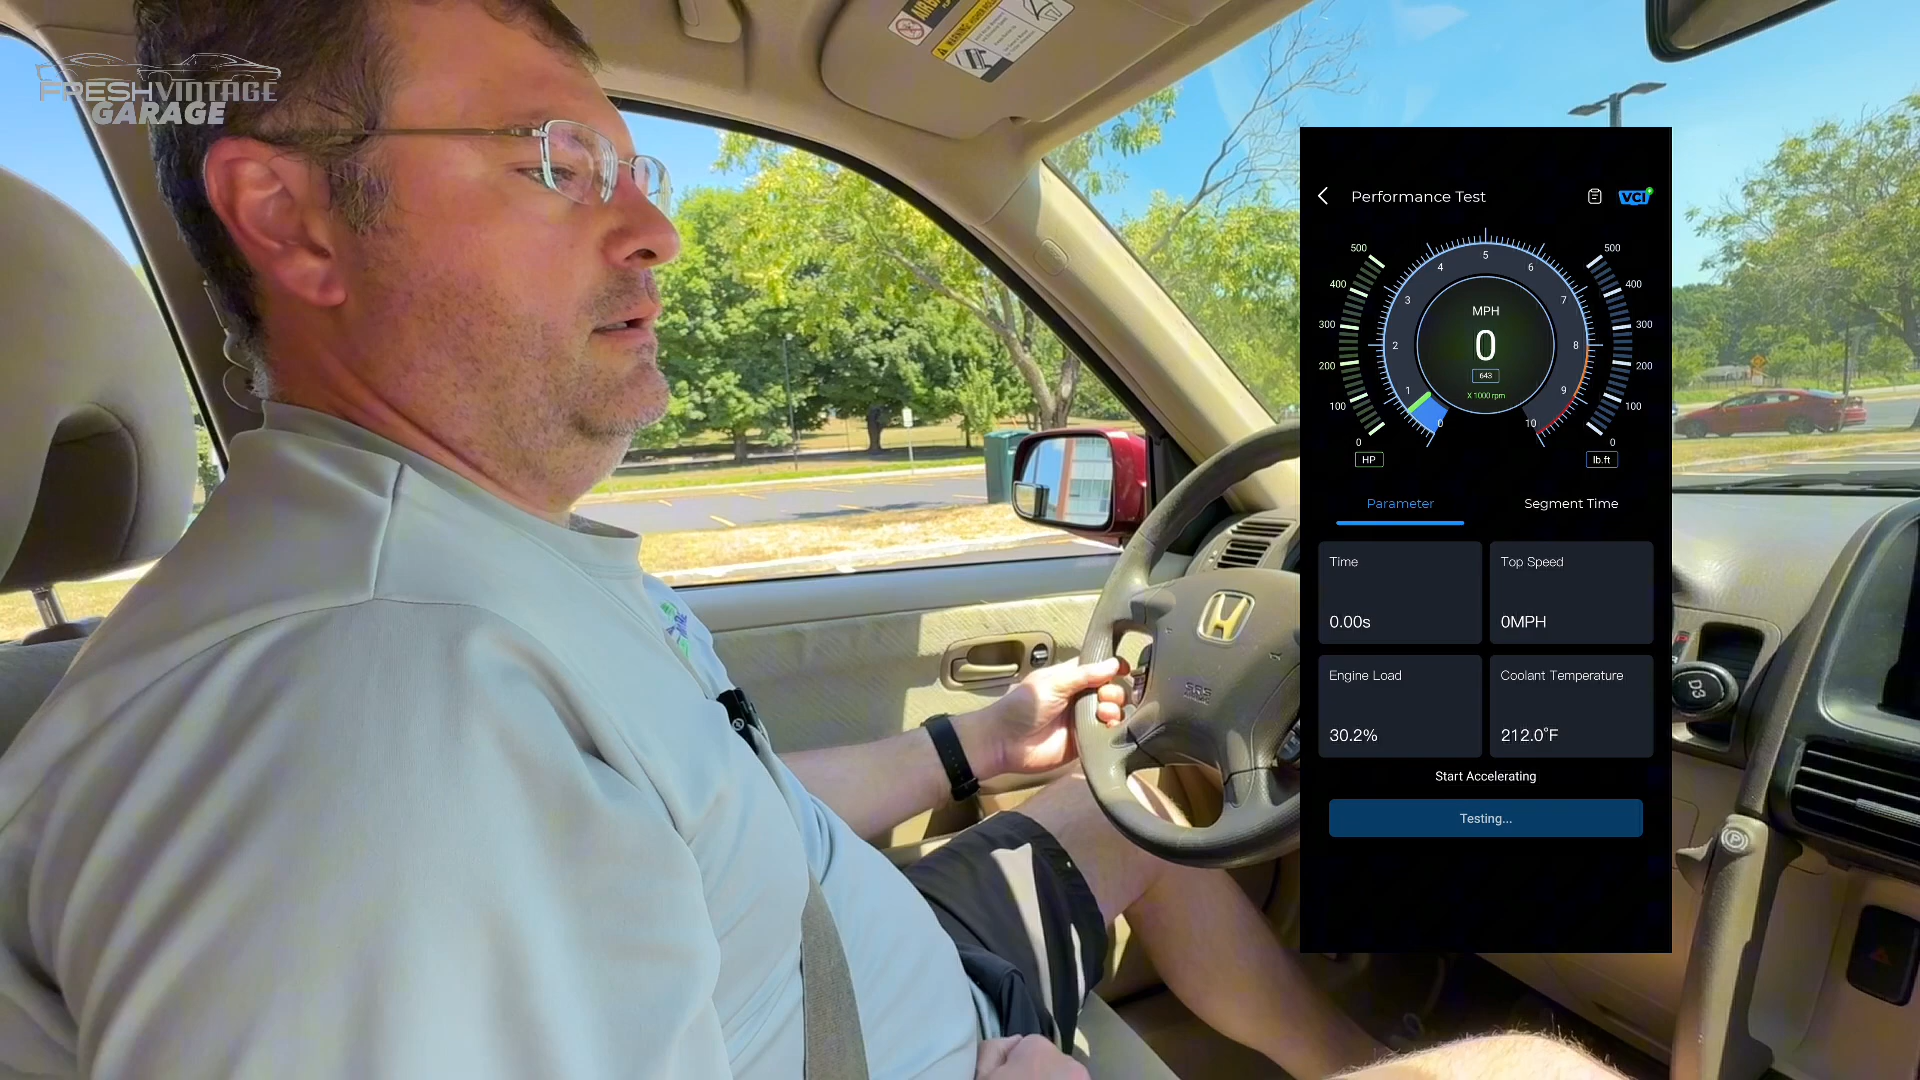 FRESHVINTAGE
GARAGE
WARNING
Performance Test
VCI
500
400
300
200
100
0
HP
0
1
2
3
4
5
6
7
8
9
10
MPH
0
643
X 1000 rpm
500
400
300
200
100
0
lb.ft
Parameter
Segment Time
Time
0.00s
Top Speed
0MPH
Engine Load
30.2%
Coolant Temperature
212.0°F
Start Accelerating
Testing...
SRS
D3
P